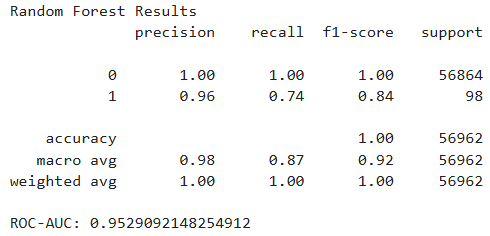 Random Forest Results
precision recall f1-score support
0 1.00 1.00 1.00 56864
1 0.96 0.74 0.84 98
accuracy 1.00 56962
macro avg 0.98 0.87 0.92 56962
weighted avg 1.00 1.00 1.00 56962
ROC-AUC: 0.9529092148254912